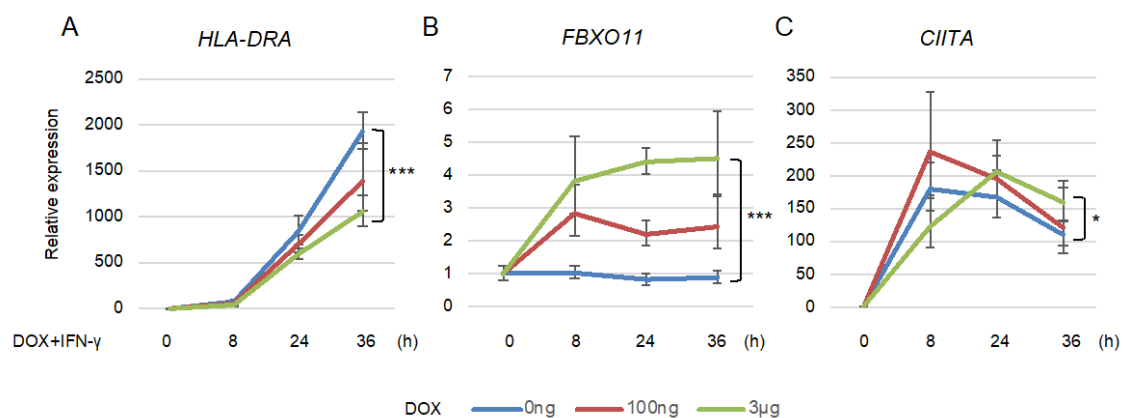 A
HLA-DRA
2500
2000
1500
1000
500
0
Relative expression
***
DOX+IFN-γ 0 8 24 36 (h)
B
FBXO11
7
6
5
4
3
2
1
0
***
0 8 24 36 (h)
C
CIITA
350
300
250
200
150
100
50
0
*
0 8 24 36 (h)
DOX 0ng 100ng 3µg